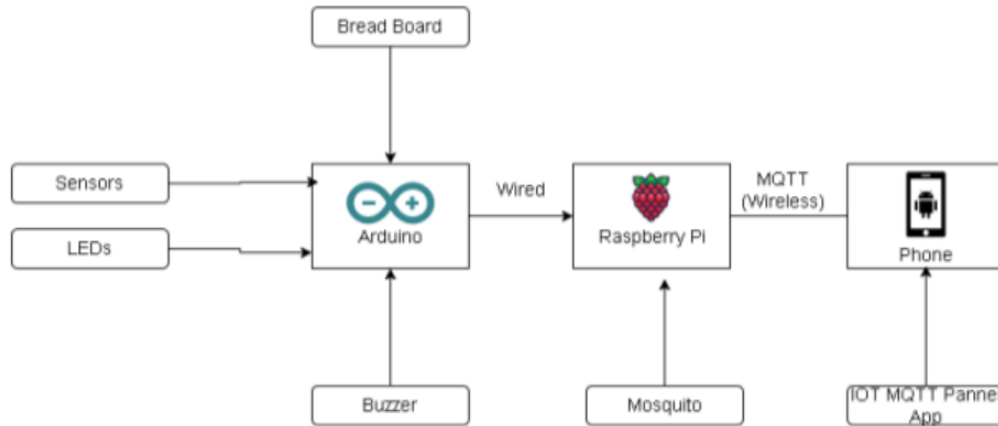 Bread Board
Sensors
LEDs
Arduino
Wired
Raspberry Pi
MQTT
(Wireless)
Phone
Buzzer
Mosquito
IOT MQTT Panne
App